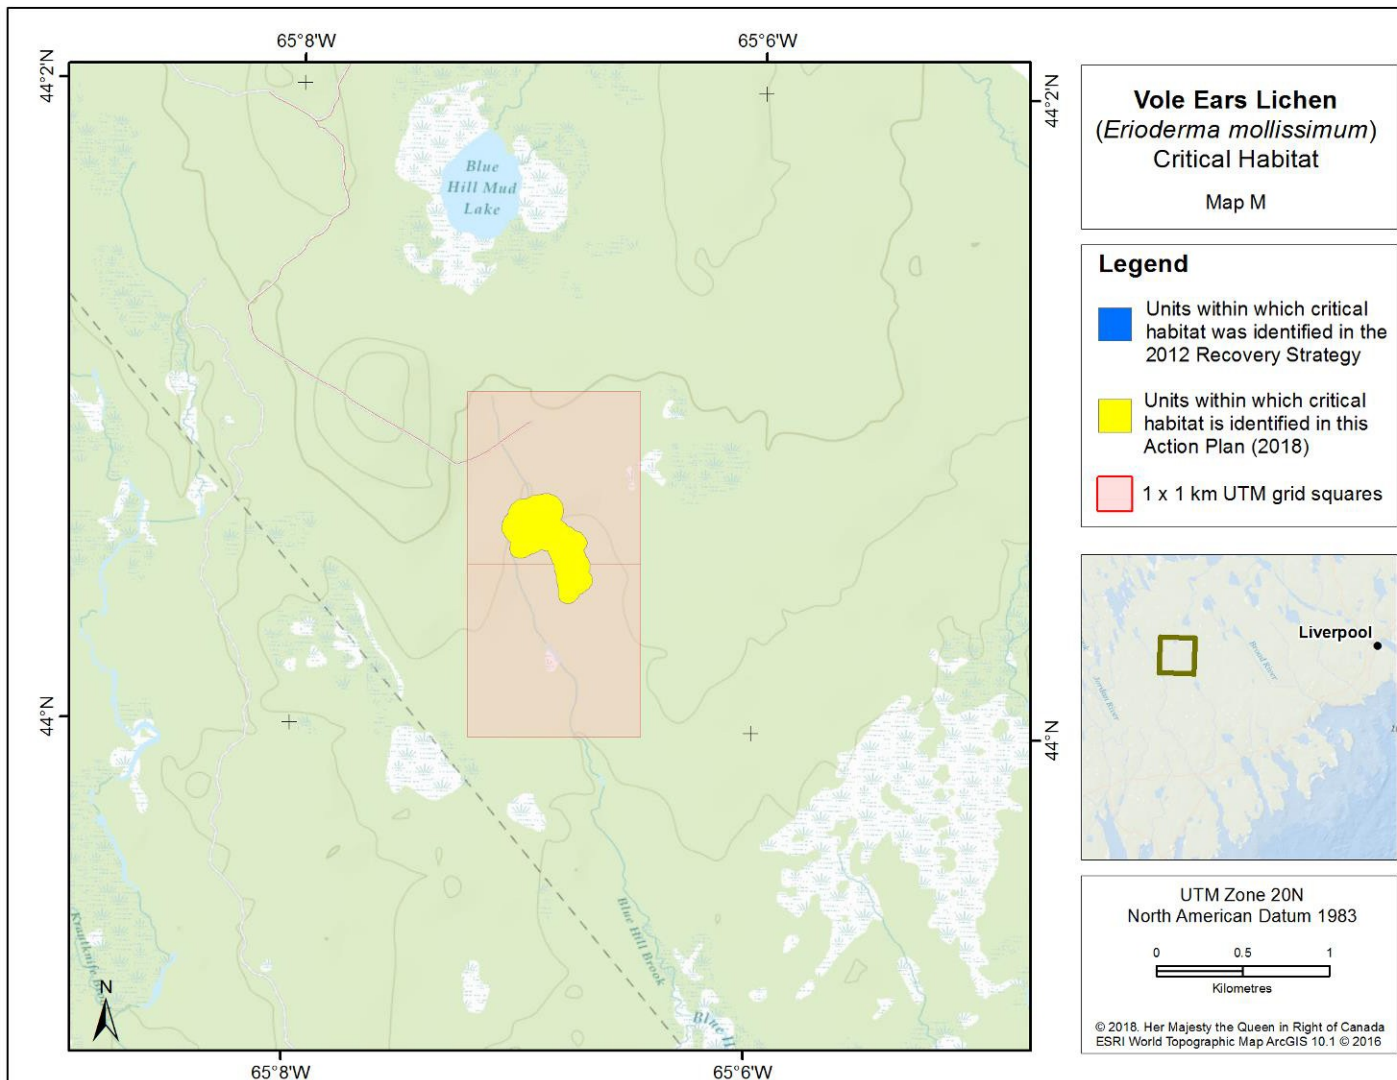 65°8'W
65°6'W
44°2'N
44°2'N
Blue
Hill Mud
Lake
44°N
44°N
Blue Hill Brook
N
65°8'W
65°6'W
Vole Ears Lichen
(Erioderma mollissimum)
Critical Habitat
Map M
Legend
Units within which critical
habitat was identified in the
2012 Recovery Strategy
Units within which critical
habitat is identified in this
Action Plan (2018)
1 x 1 km UTM grid squares
Liverpool
Broad River
Jordan River
UTM Zone 20N
North American Datum 1983
0 0.5 1
Kilometres
© 2018. Her Majesty the Queen in Right of Canada
ESRI World Topographic Map ArcGIS 10.1 © 2016